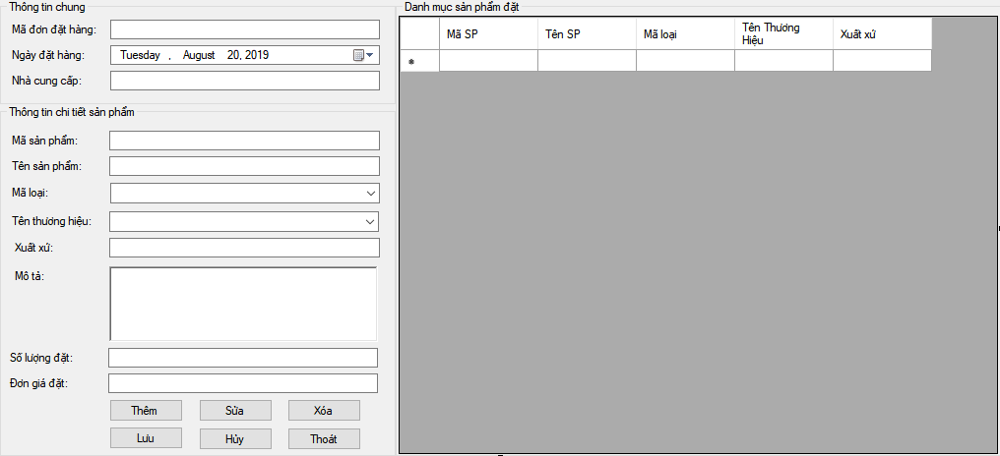 Thông tin chung
Mã đơn đặt hàng:
Ngày đặt hàng: Tuesday , August 20, 2019
Nhà cung cấp:
Thông tin chi tiết sản phẩm
Mã sản phẩm:
Tên sản phẩm:
Mã loại:
Tên thương hiệu:
Xuất xứ:
Mô tả:
Số lượng đặt:
Đơn giá đặt:
Thêm Sửa Xóa
Lưu Hủy Thoát
Danh mục sản phẩm đặt
Mã SP Tên SP Mã loại Tên Thương Hiệu Xuất xứ